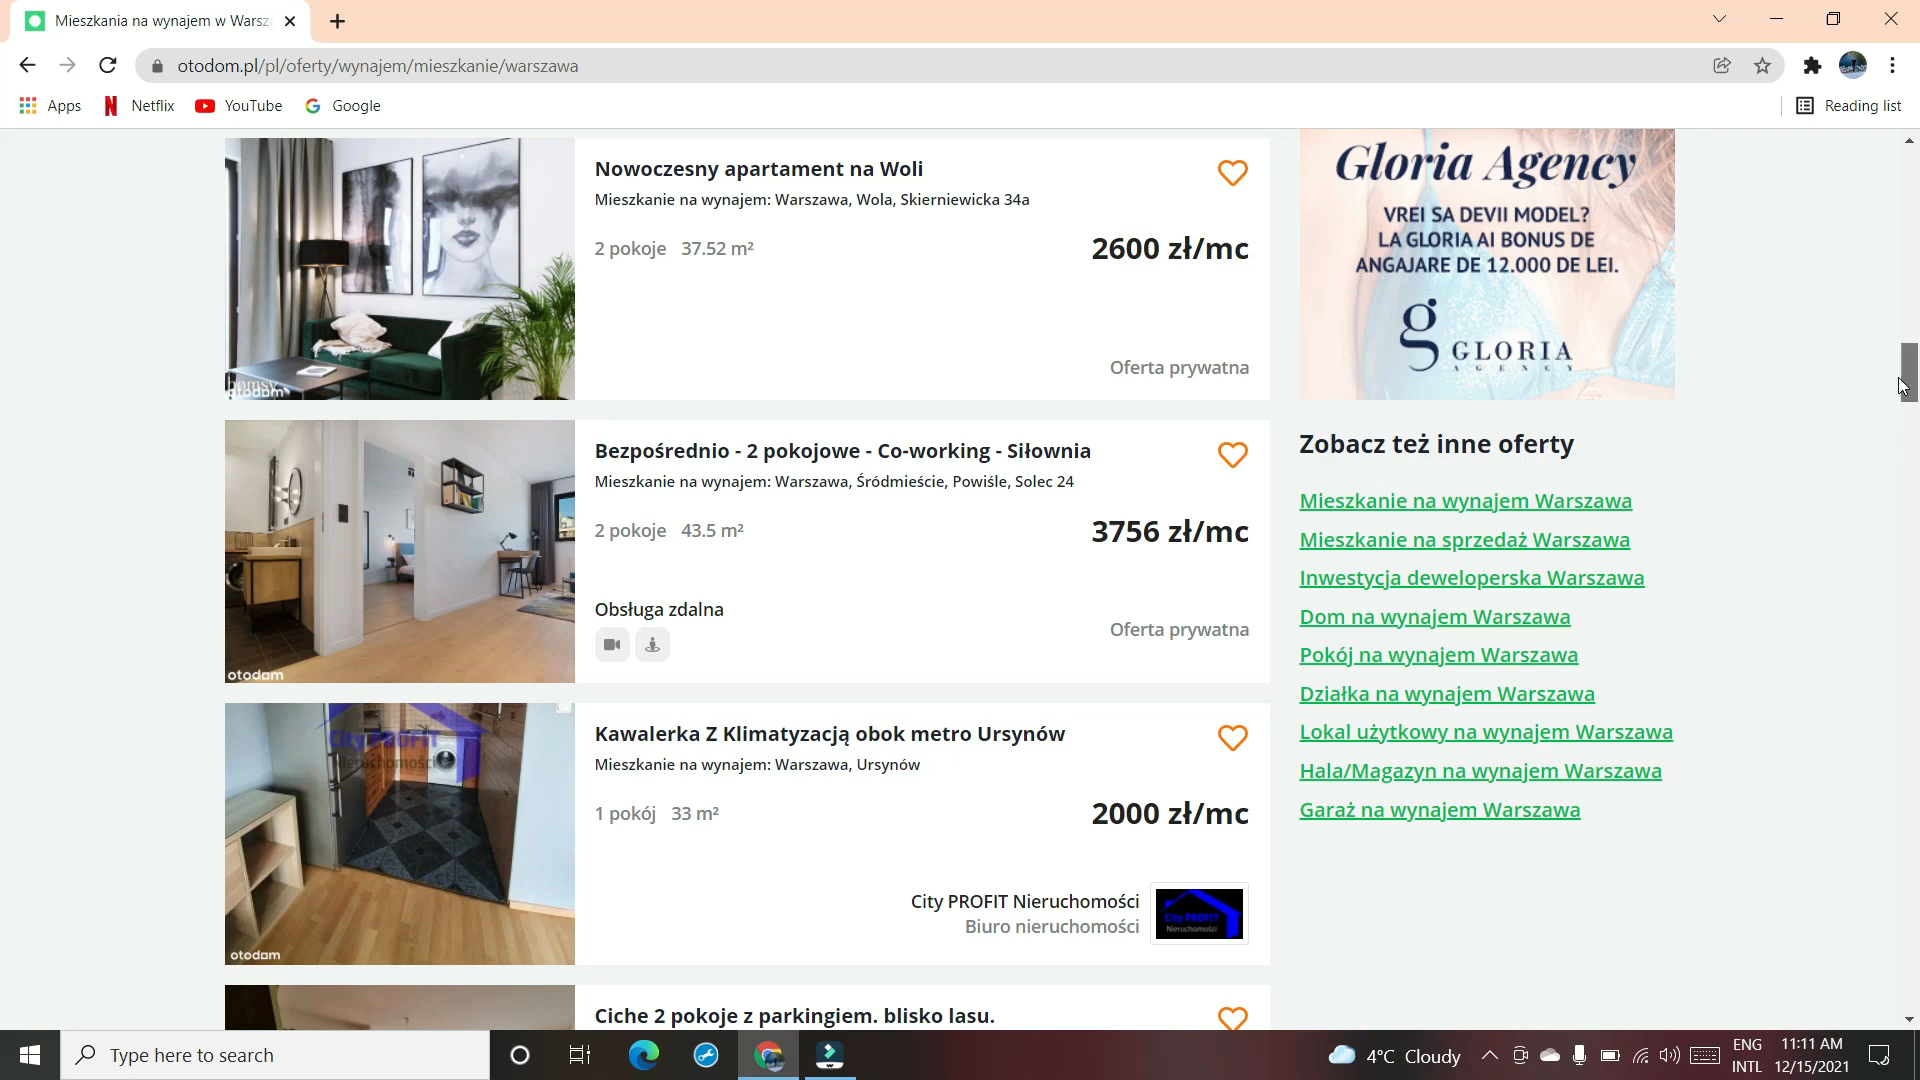 Mieszkania na wynajem w Warsz
otodom.pl/pl/oferty/wynajem/mieszkanie/warszawa
Apps
Netflix
YouTube
Google
Reading list
Nowoczesny apartament na Woli
Mieszkanie na wynajem: Warszawa, Wola, Skierniewicka 34a
2 pokoje 37.52 m²
2600 zł/mc
Oferta prywatna
otodom
Bezpośrednio - 2 pokojowe - Co-working - Siłownia
Mieszkanie na wynajem: Warszawa, Śródmieście, Powiśle, Solec 24
2 pokoje 43.5 m²
3756 zł/mc
Obsługa zdalna
Oferta prywatna
otodom
Kawalerka Z Klimatyzacją obok metro Ursynów
Mieszkanie na wynajem: Warszawa, Ursynów
1 pokój 33 m²
2000 zł/mc
City PROFIT Nieruchomości
Biuro nieruchomości
City PROFIT
Nieruchomości
City PROFIT
Nieruchomości
otodom
Ciche 2 pokoje z parkingiem. blisko lasu.
Gloria Agency
VREI SA DEVII MODEL?
LA GLORIA AI BONUS DE
ANGAJARE DE 12.000 DE LEI.
g GLORIA
AGENCY
Zobacz też inne oferty
Mieszkanie na wynajem Warszawa
Mieszkanie na sprzedaż Warszawa
Inwestycja deweloperska Warszawa
Dom na wynajem Warszawa
Pokój na wynajem Warszawa
Działka na wynajem Warszawa
Lokal użytkowy na wynajem Warszawa
Hala/Magazyn na wynajem Warszawa
Garaż na wynajem Warszawa
Type here to search
4°C Cloudy
ENG
INTL
11:11 AM
12/15/2021